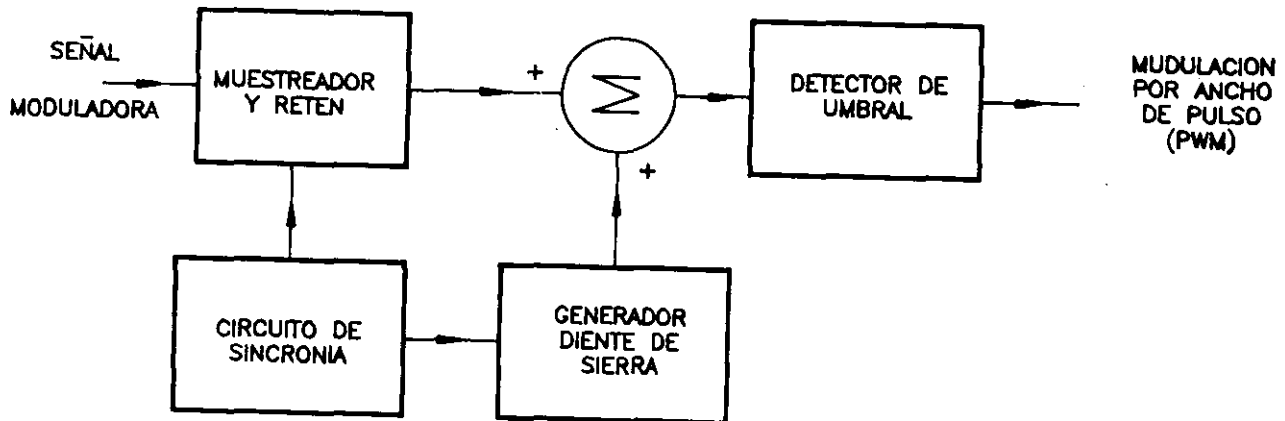 SEÑAL
MODULADORA
MUESTREADOR
Y RETEN
+
Σ
+
DETECTOR DE
UMBRAL
MUDULACION
POR ANCHO
DE PULSO
(PWM)
CIRCUITO DE
SINCRONIA
GENERADOR
DIENTE DE
SIERRA